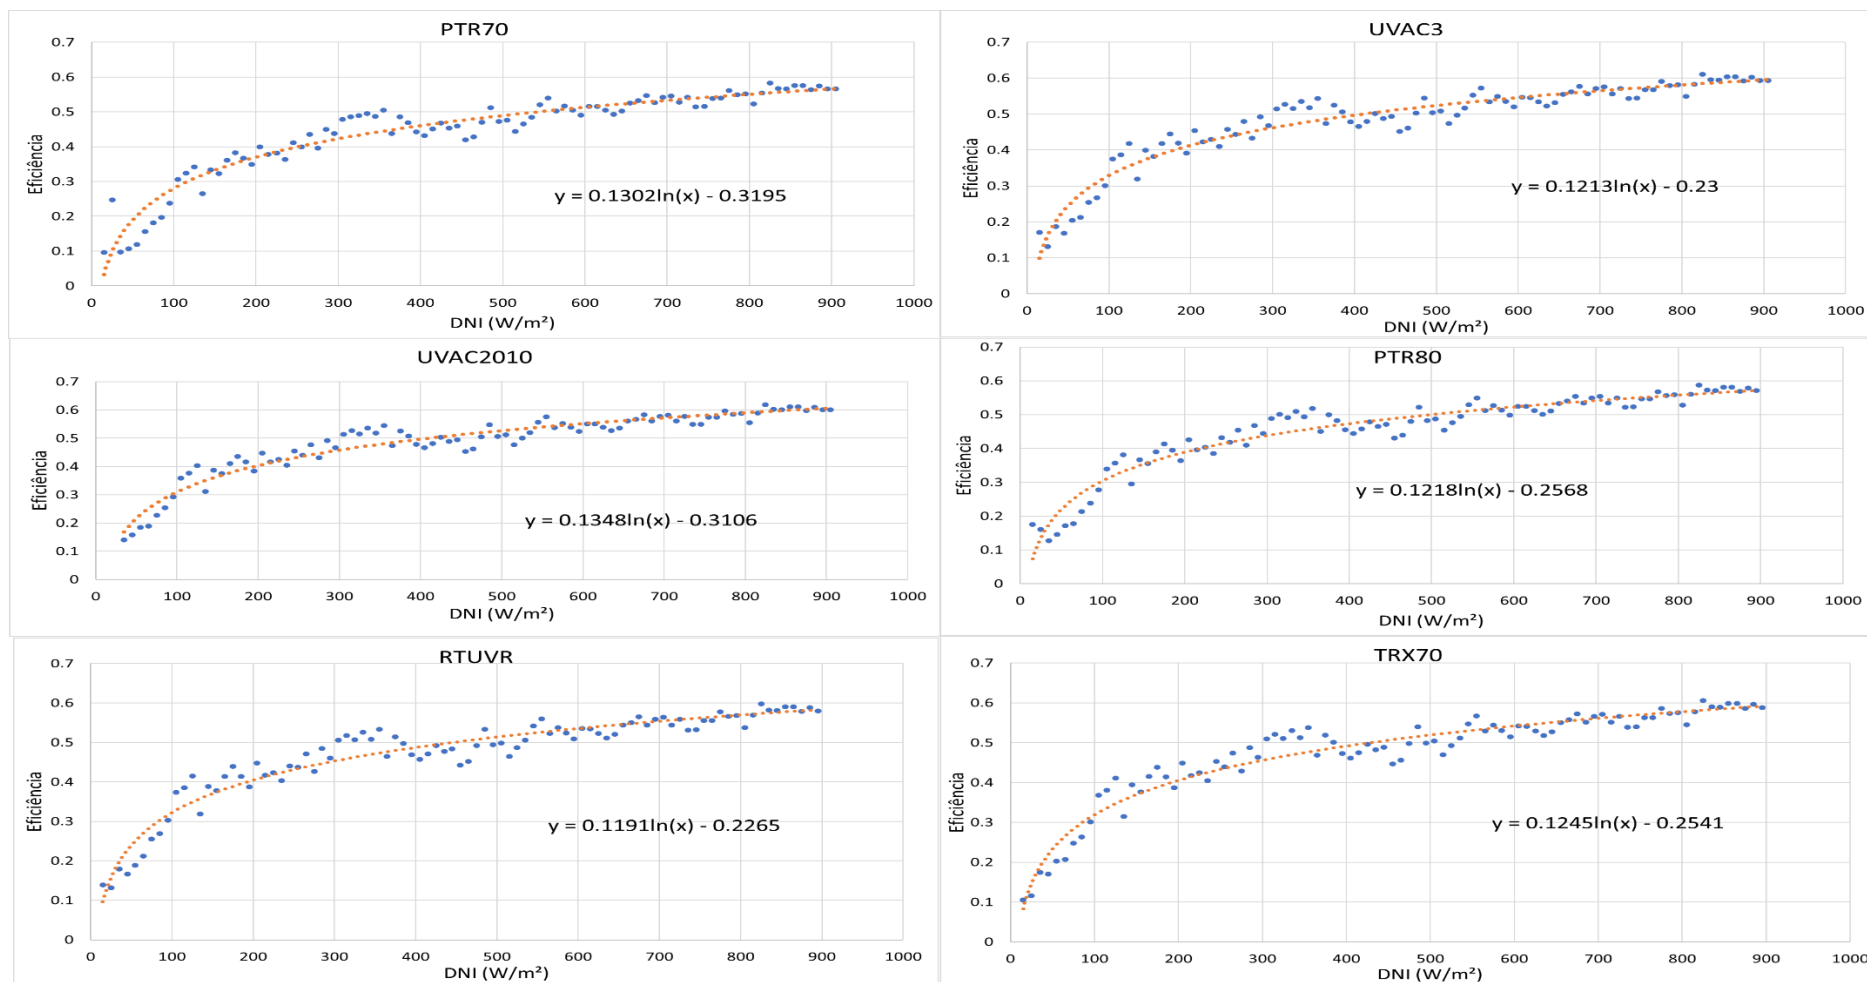 PTR70
Eficiência
0.7
0.6
0.5
0.4
0.3
0.2
0.1
0
y = 0.1302ln(x) - 0.3195
0 100 200 300 400 500 600 700 800 900 1000
DNI (W/m²)
UVAC3
Eficiência
0.7
0.6
0.5
0.4
0.3
0.2
0.1
0
y = 0.1213ln(x) - 0.23
0 100 200 300 400 500 600 700 800 900 1000
DNI (W/m²)
UVAC2010
Eficiência
0.7
0.6
0.5
0.4
0.3
0.2
0.1
0
y = 0.1348ln(x) - 0.3106
0 100 200 300 400 500 600 700 800 900 1000
DNI (W/m²)
PTR80
Eficiência
0.7
0.6
0.5
0.4
0.3
0.2
0.1
0
y = 0.1218ln(x) - 0.2568
0 100 200 300 400 500 600 700 800 900 1000
DNI (W/m²)
RTUVR
Eficiência
0.7
0.6
0.5
0.4
0.3
0.2
0.1
0
y = 0.1191ln(x) - 0.2265
0 100 200 300 400 500 600 700 800 900 1000
DNI (W/m²)
TRX70
Eficiência
0.7
0.6
0.5
0.4
0.3
0.2
0.1
0
y = 0.1245ln(x) - 0.2541
0 100 200 300 400 500 600 700 800 900 1000
DNI (W/m²)